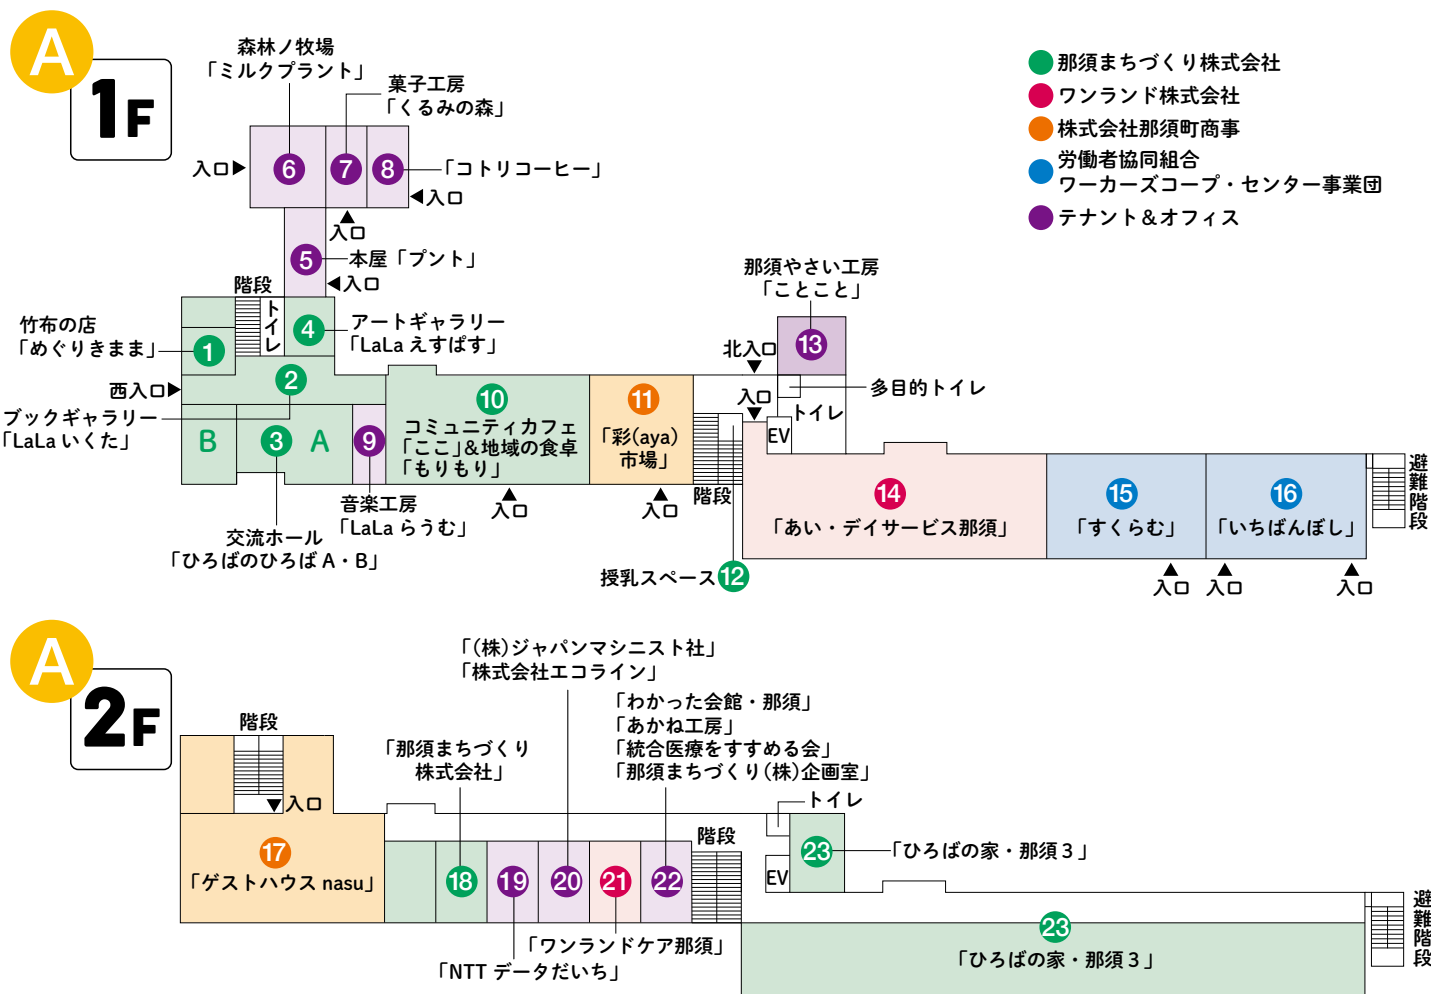 A
1F
森林ノ牧場
「ミルクプラント」
菓子工房
「くるみの森」
入口▶
6
7
8
「コトリコーヒー」
◀入口
▲
入口
5
本屋「プント」
◀入口
階段
トイレ
4
アートギャラリー
「LaLa えすぱす」
竹布の店
「めぐりきまま」
1
西入口▶
2
ブックギャラリー
「LaLa いくた」
B
3
A
9
音楽工房
「LaLa らうむ」
交流ホール
「ひろばのひろば A・B」
10
コミュニティカフェ
「ここ」&地域の食卓
「もりもり」
▲
入口
11
「彩(aya)
市場」
▲
入口
階段
授乳スペース
12
那須やさい工房
「ことこと」
13
北入口
▼
入口
▼
多目的トイレ
トイレ
EV
14
「あい・デイサービス那須」
15
「すくらむ」
▲
入口
16
「いちばんぼし」
▲
入口
▲
入口
避難階段
那須まちづくり株式会社
ワンランド株式会社
株式会社那須町商事
労働者協同組合
ワーカーズコープ・センター事業団
テナント＆オフィス
A
2F
階段
▼入口
17
「ゲストハウス nasu」
「那須まちづくり
株式会社」
18
19
「NTT データだいち」
「(株)ジャパンマシニスト社」
「株式会社エコライン」
20
21
「ワンランドケア那須」
「わかった会館・那須」
「あかね工房」
「統合医療をすすめる会」
「那須まちづくり(株)企画室」
22
階段
トイレ
EV
23
「ひろばの家・那須３」
23
「ひろばの家・那須３」
避難階段